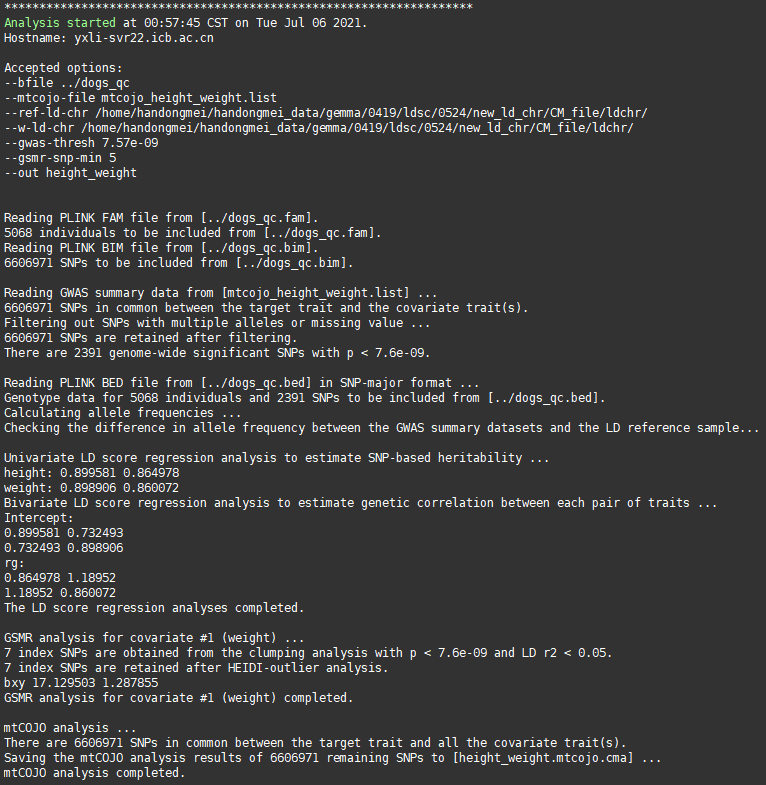 *******************************************************************
Analysis started at 00:57:45 CST on Tue Jul 06 2021.
Hostname: yxli-svr22.icb.ac.cn
Accepted options:
--bfile ../dogs_qc
--mtcojo-file mtcojo_height_weight.list
--ref-ld-chr /home/handongmei/handongmei_data/gemma/0419/ldsc/0524/new_ld_chr/CM_file/ldchr/
--w-ld-chr /home/handongmei/handongmei_data/gemma/0419/ldsc/0524/new_ld_chr/CM_file/ldchr/
--gwas-thresh 7.57e-09
--gsmr-snp-min 5
--out height_weight
Reading PLINK FAM file from [../dogs_qc.fam].
5068 individuals to be included from [../dogs_qc.fam].
Reading PLINK BIM file from [../dogs_qc.bim].
6606971 SNPs to be included from [../dogs_qc.bim].
Reading GWAS summary data from [mtcojo_height_weight.list] ...
6606971 SNPs in common between the target trait and the covariate trait(s).
Filtering out SNPs with multiple alleles or missing value ...
6606971 SNPs are retained after filtering.
There are 2391 genome-wide significant SNPs with p < 7.6e-09.
Reading PLINK BED file from [../dogs_qc.bed] in SNP-major format ...
Genotype data for 5068 individuals and 2391 SNPs to be included from [../dogs_qc.bed].
Calculating allele frequencies ...
Checking the difference in allele frequency between the GWAS summary datasets and the LD reference sample...
Univariate LD score regression analysis to estimate SNP-based heritability ...
height: 0.899581 0.864978
weight: 0.898906 0.860072
Bivariate LD score regression analysis to estimate genetic correlation between each pair of traits ...
Intercept:
0.899581 0.732493
0.732493 0.898906
rg:
0.864978 1.18952
1.18952 0.860072
The LD score regression analyses completed.
GSMR analysis for covariate #1 (weight) ...
7 index SNPs are obtained from the clumping analysis with p < 7.6e-09 and LD r2 < 0.05.
7 index SNPs are retained after HEIDI-outlier analysis.
bxy 17.129503 1.287855
GSMR analysis for covariate #1 (weight) completed.
mtCOJO analysis ...
There are 6606971 SNPs in common between the target trait and all the covariate trait(s).
Saving the mtCOJO analysis results of 6606971 remaining SNPs to [height_weight.mtcojo.cma] ...
mtCOJO analysis completed.